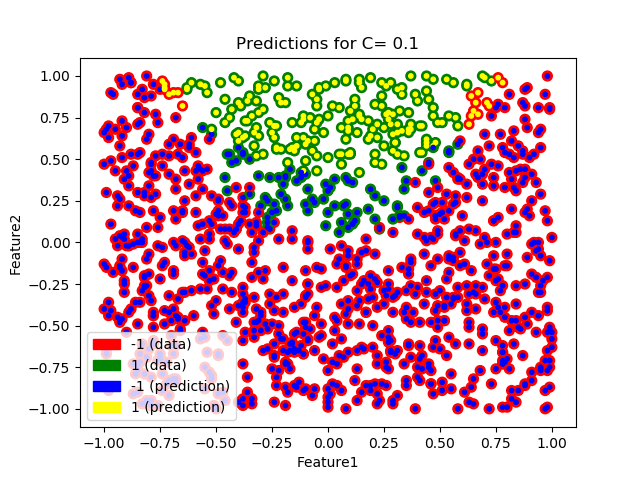 Predictions for C= 0.1
Feature2
1.00
0.75
0.50
0.25
0.00
−0.25
−0.50
−0.75
−1.00
-1 (data)
1 (data)
-1 (prediction)
1 (prediction)
−1.00 −0.75 −0.50 −0.25 0.00 0.25 0.50 0.75 1.00
Feature1